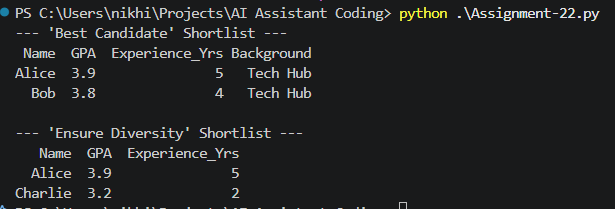 PS C:\Users\nikhi\Projects\AI Assistant Coding> python .\Assignment-22.py
--- 'Best Candidate' Shortlist ---
Name GPA Experience_Yrs Background
Alice 3.9 5 Tech Hub
Bob 3.8 4 Tech Hub
--- 'Ensure Diversity' Shortlist ---
Name GPA Experience_Yrs
Alice 3.9 5
Charlie 3.2 2